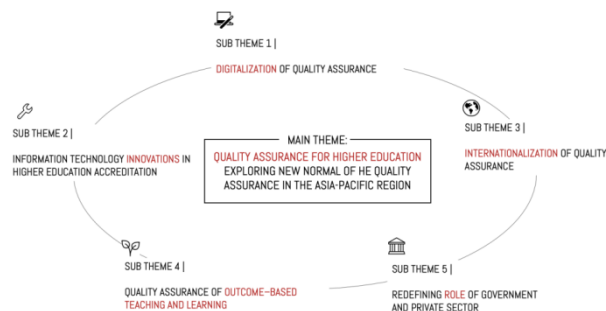 SUB THEME 1 |
DIGITALIZATION OF QUALITY ASSURANCE
SUB THEME 2 |
INFORMATION TECHNOLOGY INNOVATIONS IN
HIGHER EDUCATION ACCREDITATION
MAIN THEME:
QUALITY ASSURANCE FOR HIGHER EDUCATION
EXPLORING NEW NORMAL OF HE QUALITY
ASSURANCE IN THE ASIA-PACIFIC REGION
SUB THEME 3 |
INTERNATIONALIZATION OF QUALITY
ASSURANCE
SUB THEME 4 |
QUALITY ASSURANCE OF OUTCOME–BASED
TEACHING AND LEARNING
SUB THEME 5 |
REDEFINING ROLE OF GOVERNMENT
AND PRIVATE SECTOR